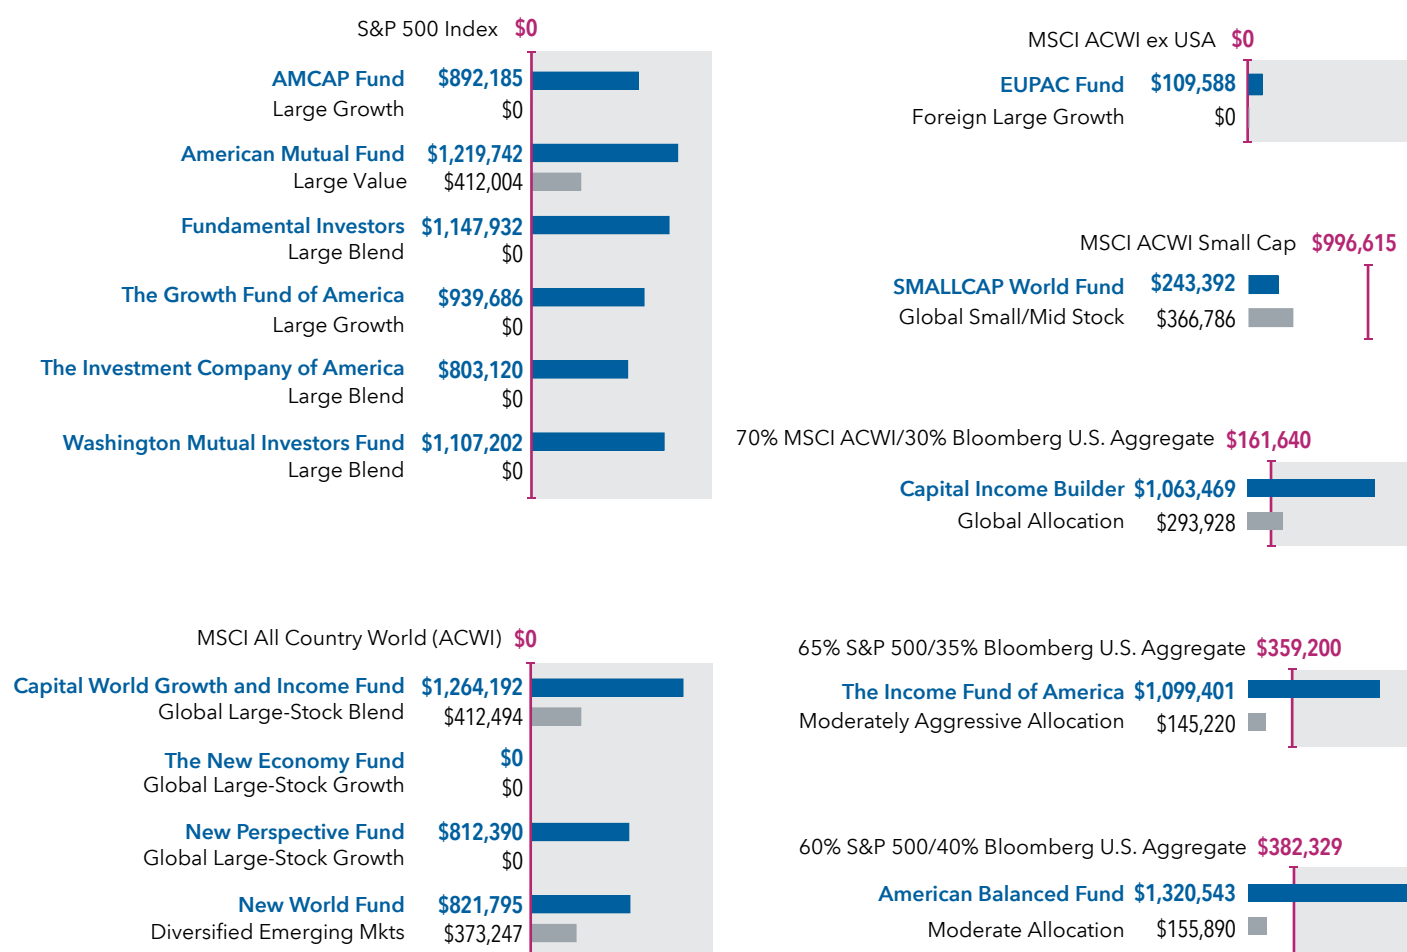 S&P 500 Index $0
AMCAP Fund $892,185
Large Growth $0
American Mutual Fund $1,219,742
Large Value $412,004
Fundamental Investors $1,147,932
Large Blend $0
The Growth Fund of America $939,686
Large Growth $0
The Investment Company of America $803,120
Large Blend $0
Washington Mutual Investors Fund $1,107,202
Large Blend $0
MSCI All Country World (ACWI) $0
Capital World Growth and Income Fund $1,264,192
Global Large-Stock Blend $412,494
The New Economy Fund $0
Global Large-Stock Growth $0
New Perspective Fund $812,390
Global Large-Stock Growth $0
New World Fund $821,795
Diversified Emerging Mkts $373,247
MSCI ACWI ex USA $0
EUPAC Fund $109,588
Foreign Large Growth $0
MSCI ACWI Small Cap $996,615
SMALLCAP World Fund $243,392
Global Small/Mid Stock $366,786
70% MSCI ACWI/30% Bloomberg U.S. Aggregate $161,640
Capital Income Builder $1,063,469
Global Allocation $293,928
65% S&P 500/35% Bloomberg U.S. Aggregate $359,200
The Income Fund of America $1,099,401
Moderately Aggressive Allocation $145,220
60% S&P 500/40% Bloomberg U.S. Aggregate $382,329
American Balanced Fund $1,320,543
Moderate Allocation $155,890